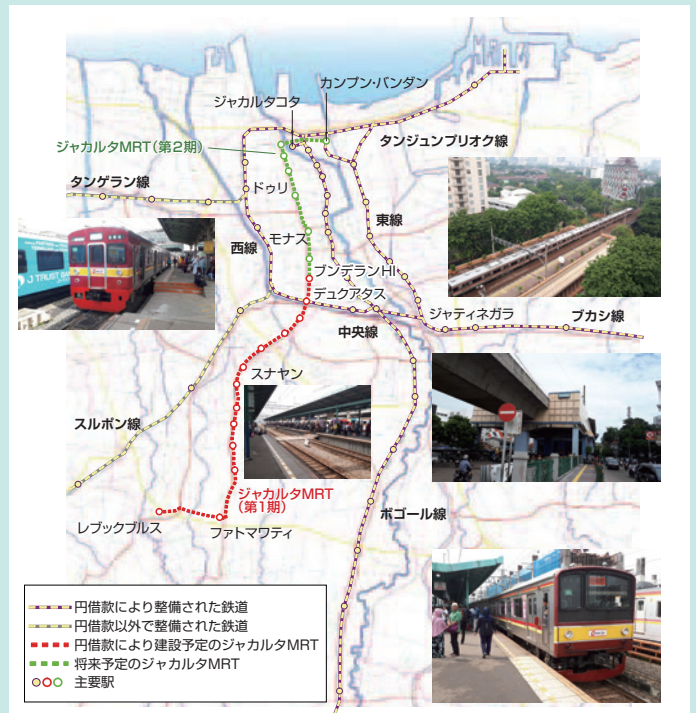 カンプン・バンダン
ジャカルタコタ
タンジュンプリオク線
ジャカルタMRT(第2期)
タンゲラン線
ドゥリ
東線
西線
モナス
ブンデランHI
デュクアタス
ジャティネガラ
ブカシ線
中央線
スナヤン
スルポン線
ジャカルタMRT
(第1期)
ボゴール線
レブックブルス
ファトマワティ
円借款により整備された鉄道
円借款以外で整備された鉄道
円借款により建設予定のジャカルタMRT
将来予定のジャカルタMRT
主要駅
J TRUST BANK